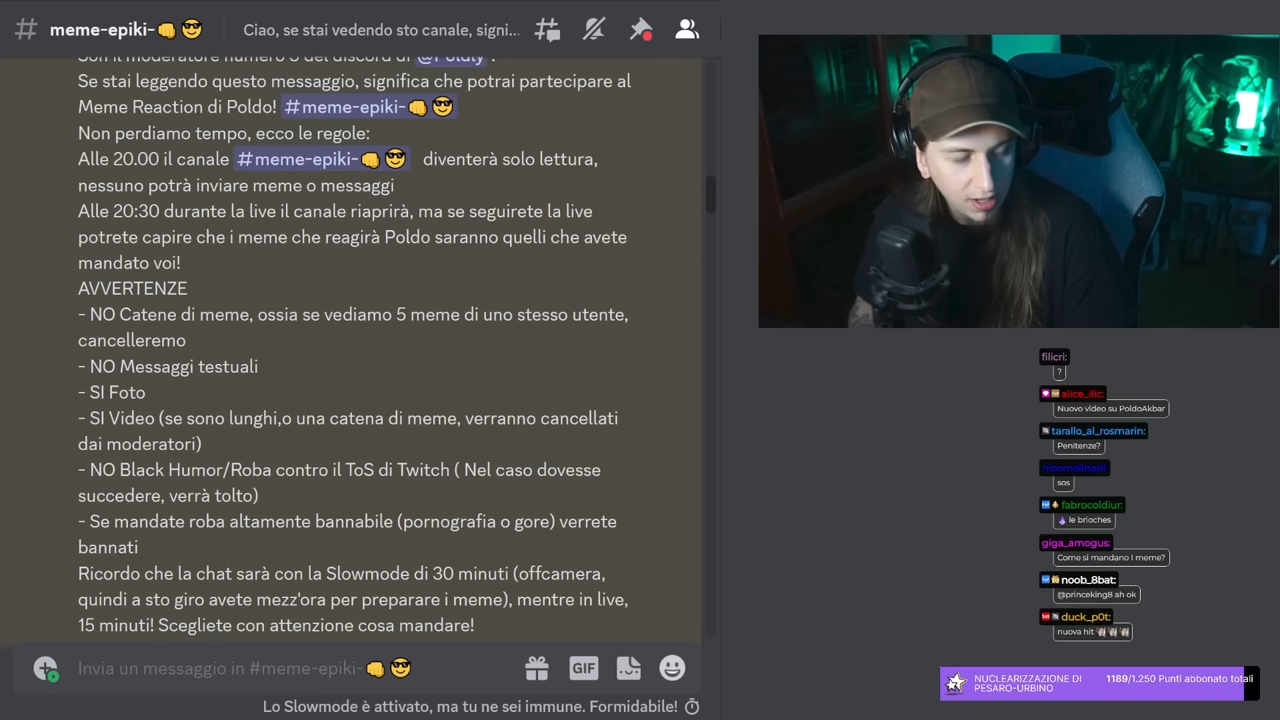 meme-epiki-👊😎
Ciao, se stai vedendo sto canale, signi...
Son il moderatore numero 3 del discord di @Poldly .
Se stai leggendo questo messaggio, significa che potrai partecipare al
Meme Reaction di Poldo! #meme-epiki-👊😎
Non perdiamo tempo, ecco le regole:
Alle 20.00 il canale #meme-epiki-👊😎 diventerà solo lettura,
nessuno potrà inviare meme o messaggi
Alle 20:30 durante la live il canale riaprirà, ma se seguirete la live
potrete capire che i meme che reagirà Poldo saranno quelli che avete
mandato voi!
AVVERTENZE
- NO Catene di meme, ossia se vediamo 5 meme di uno stesso utente,
cancelleremo
- NO Messaggi testuali
- SI Foto
- SI Video (se sono lunghi,o una catena di meme, verranno cancellati
dai moderatori)
- NO Black Humor/Roba contro il ToS di Twitch ( Nel caso dovesse
succedere, verrà tolto)
- Se mandate roba altamente bannabile (pornografia o gore) verrete
bannati
Ricordo che la chat sarà con la Slowmode di 30 minuti (offcamera,
quindi a sto giro avete mezz'ora per preparare i meme), mentre in live,
15 minuti! Scegliete con attenzione cosa mandare!
Invia un messaggio in #meme-epiki-👊😎
GIF
Lo Slowmode è attivato, ma tu ne sei immune. Formidabile!
filicri:
?
alice_ilic:
Nuovo video su PoldoAkbar
tarallo_al_rosmarin:
Penitenze?
nicomolinarii:
sos
fabrocoldiur:
le brioches
giga_amogus:
Come si mandano I meme?
noob_8bat:
@princeking8 ah ok
duck_p0t:
nuova hit
NUCLEARIZZAZIONE DI
PESARO-URBINO
1189/1.250 Punti abbonato totali